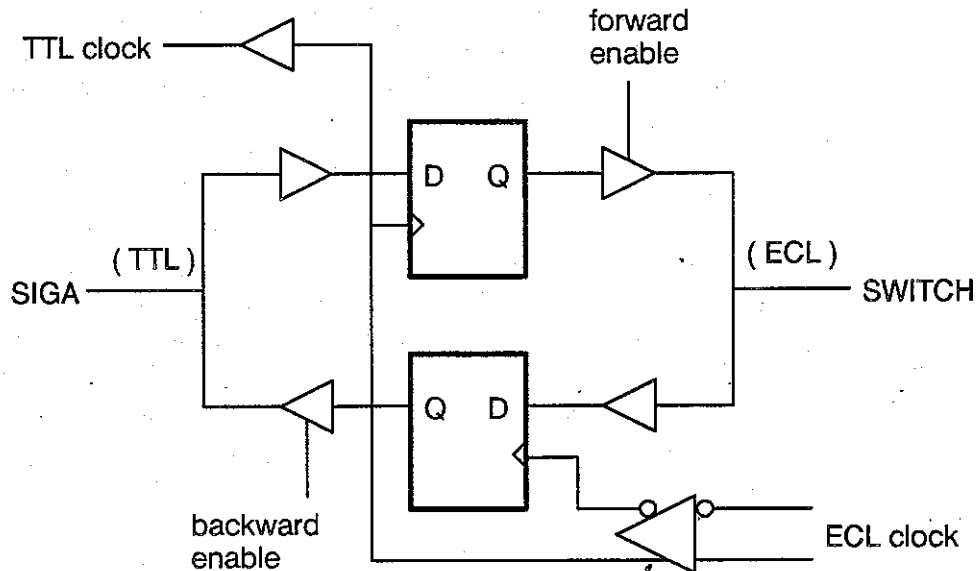 forward
enable
TTL clock
D Q
( TTL )
( ECL )
SIGA
SWITCH
Q D
backward
enable
ECL clock